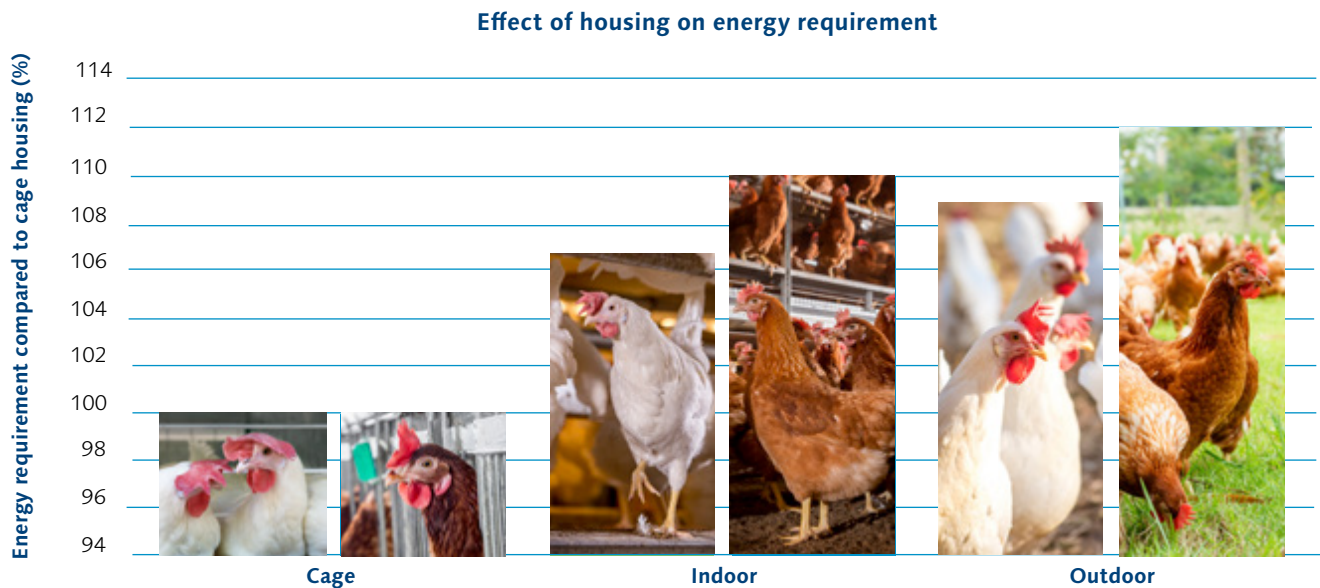 Effect of housing on energy requirement
Energy requirement compared to cage housing (%)
114
112
110
108
106
104
102
100
98
96
94
Cage
Indoor
Outdoor